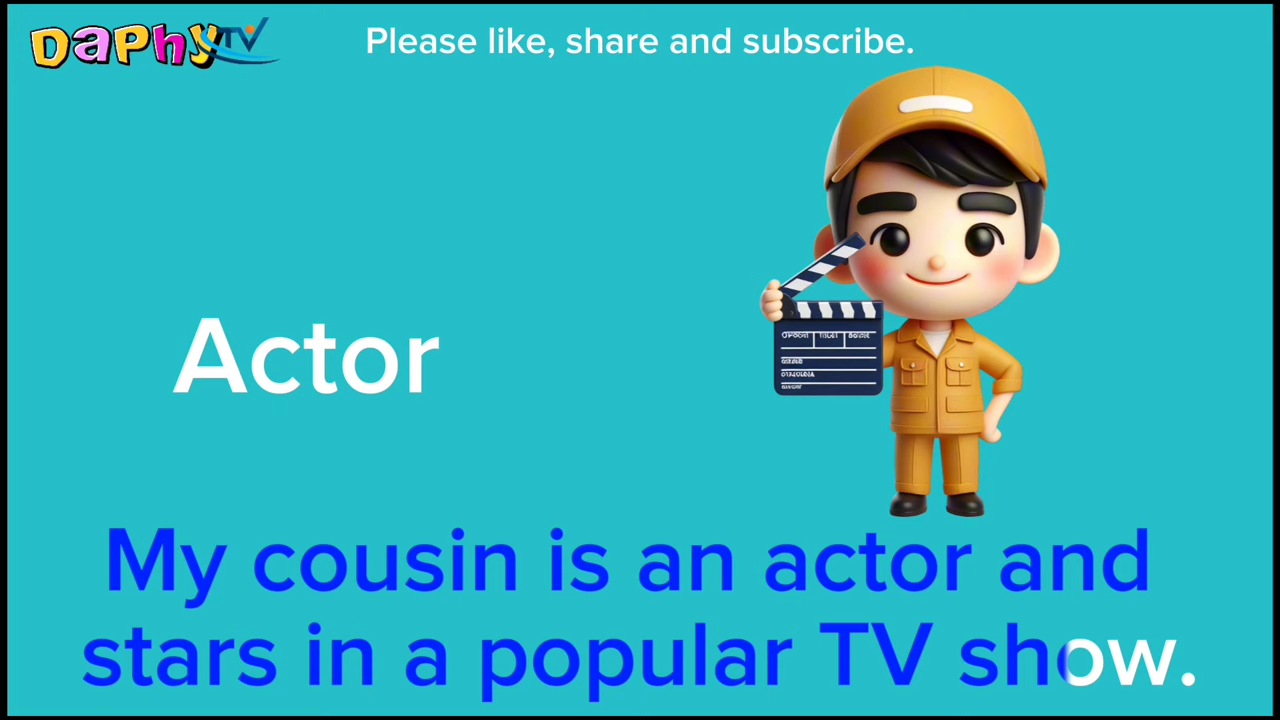 DaPhy TV
Please like, share and subscribe.
Actor
My cousin is an actor and
stars in a popular TV show.